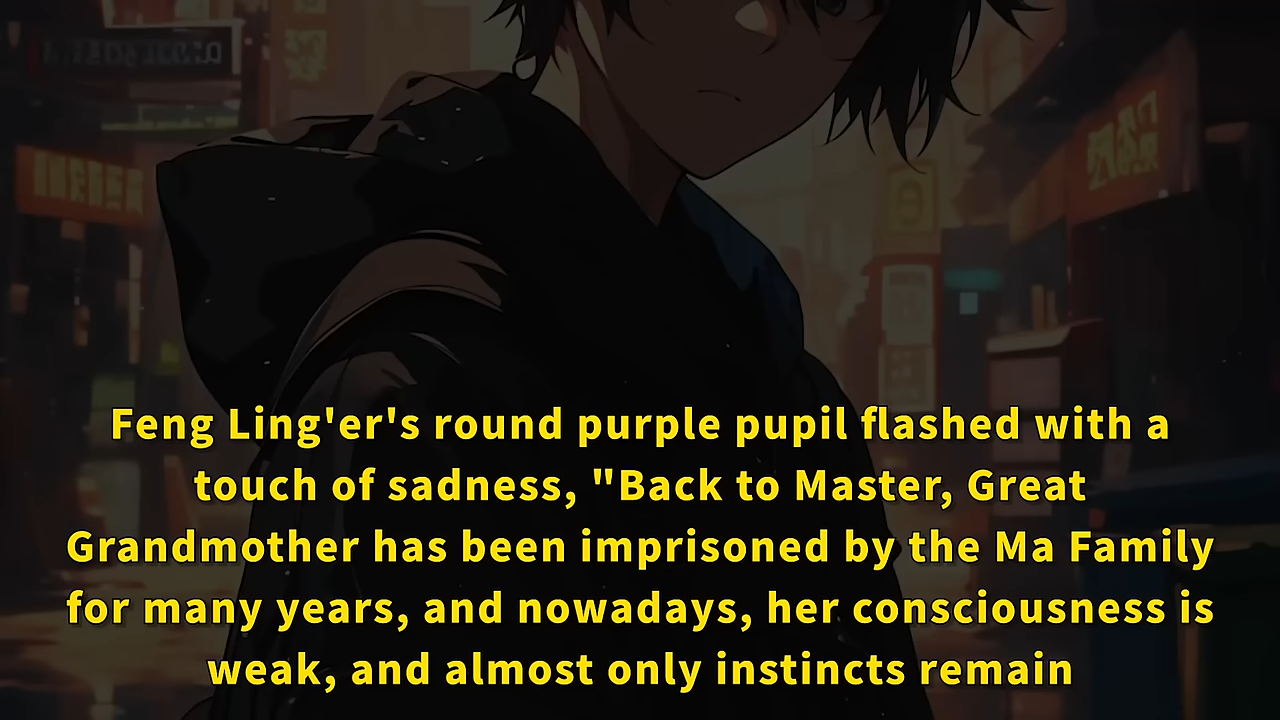 Feng Ling'er's round purple pupil flashed with a
touch of sadness, "Back to Master, Great
Grandmother has been imprisoned by the Ma Family
for many years, and nowadays, her consciousness is
weak, and almost only instincts remain